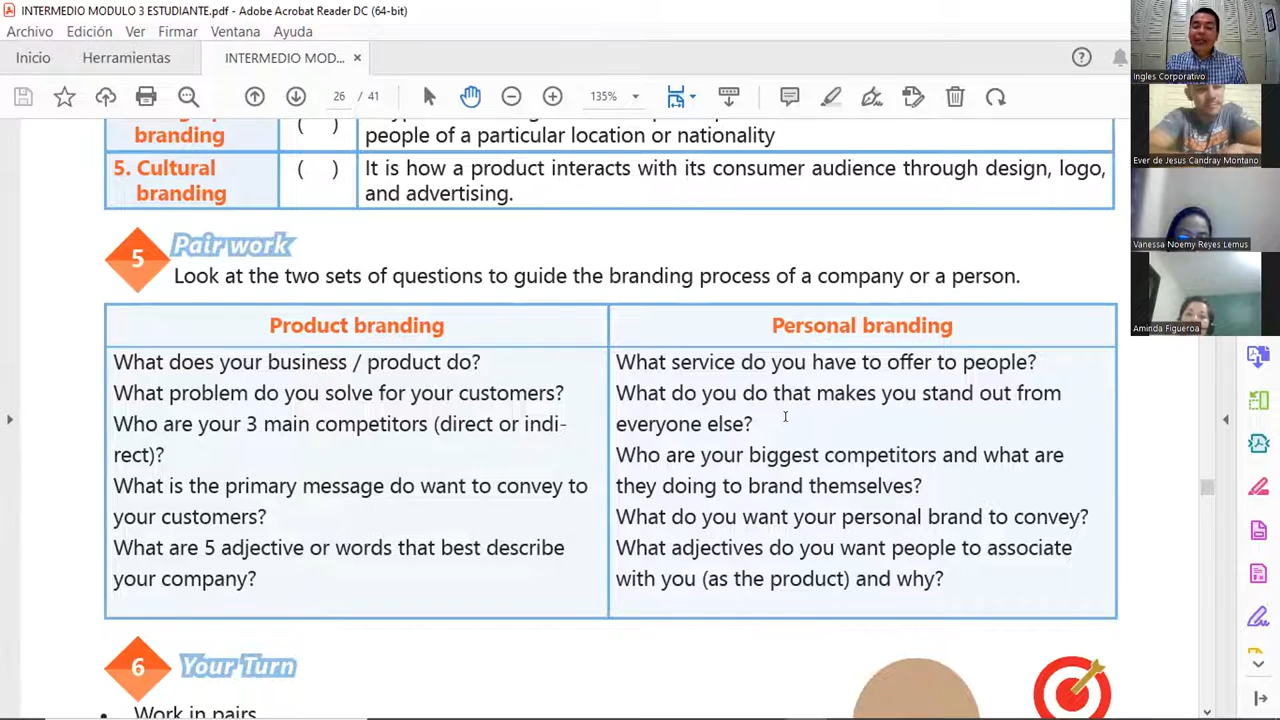 INTERMEDIO MODULO 3 ESTUDIANTE.pdf - Adobe Acrobat Reader DC (64-bit)
Archivo Edición Ver Firmar Ventana Ayuda
Inicio Herramientas INTERMEDIO MOD... ×
26 / 41 135%
branding ( ) people of a particular location or nationality
5. Cultural ( ) It is how a product interacts with its consumer audience through design, logo,
branding and advertising.
5 Pair work
Look at the two sets of questions to guide the branding process of a company or a person.
Product branding
What does your business / product do?
What problem do you solve for your customers?
Who are your 3 main competitors (direct or indi-
rect)?
What is the primary message do want to convey to
your customers?
What are 5 adjective or words that best describe
your company?
Personal branding
What service do you have to offer to people?
What do you do that makes you stand out from
everyone else?
Who are your biggest competitors and what are
they doing to brand themselves?
What do you want your personal brand to convey?
What adjectives do you want people to associate
with you (as the product) and why?
6 Your Turn
• Work in pairs
Ingles Corporativo
Ever de Jesus Candray Montano
Vanessa Noemy Reyes Lemus
Aminda Figueroa